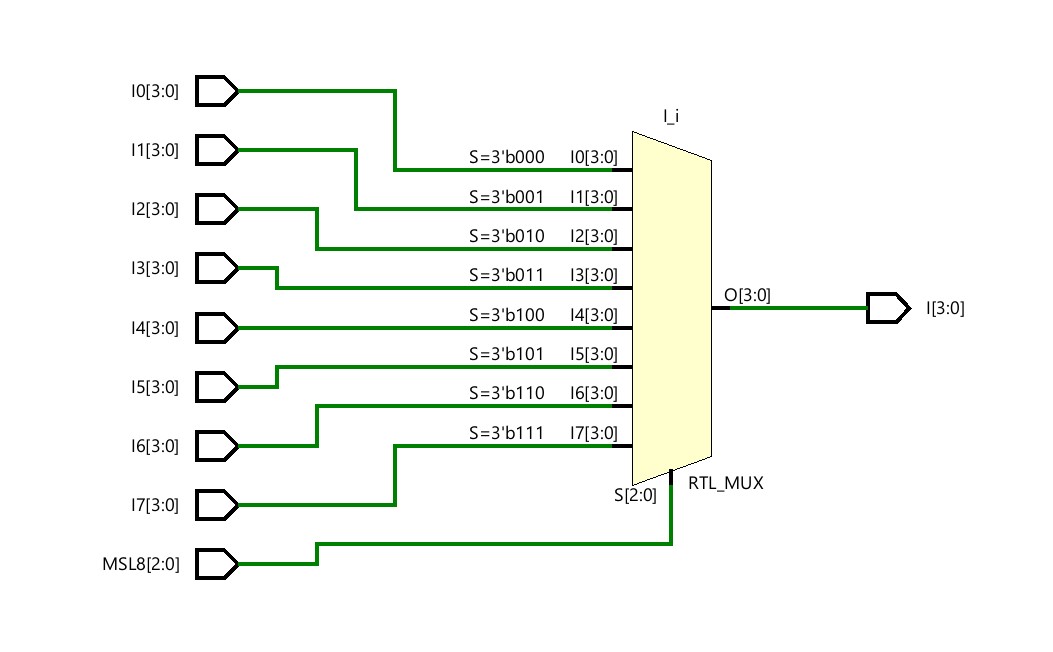 I0[3:0]
I_i
I1[3:0]
S=3'b000 I0[3:0]
S=3'b001 I1[3:0]
I2[3:0]
S=3'b010 I2[3:0]
I3[3:0]
S=3'b011 I3[3:0]
O[3:0]
I[3:0]
I4[3:0]
S=3'b100 I4[3:0]
S=3'b101 I5[3:0]
I5[3:0]
S=3'b110 I6[3:0]
S=3'b111 I7[3:0]
I6[3:0]
RTL_MUX
S[2:0]
I7[3:0]
MSL8[2:0]